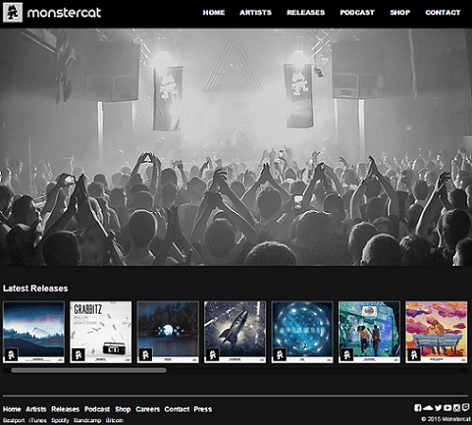 monstercat
HOME ARTISTS RELEASES PODCAST SHOP CONTACT
Latest Releases
GRABBITZ
Home Artists Releases Podcast Shop Careers Contact Press
Beatport iTunes Spotify Bandcamp Bitcoin
© 2015 Monstercat